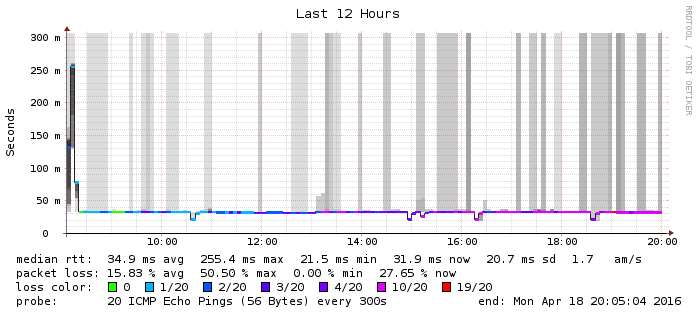 Last 12 Hours
RRDTOOL / TOBI OETIKER
Seconds
300 m
250 m
200 m
150 m
100 m
50 m
0
10:00 12:00 14:00 16:00 18:00 20:00
median rtt: 34.9 ms avg 255.4 ms max 21.5 ms min 31.9 ms now 20.7 ms sd 1.7 am/s
packet loss: 15.83 % avg 50.50 % max 0.00 % min 27.65 % now
loss color: 0 1/20 2/20 3/20 4/20 10/20 19/20
probe: 20 ICMP Echo Pings (56 Bytes) every 300s end: Mon Apr 18 20:05:04 2016